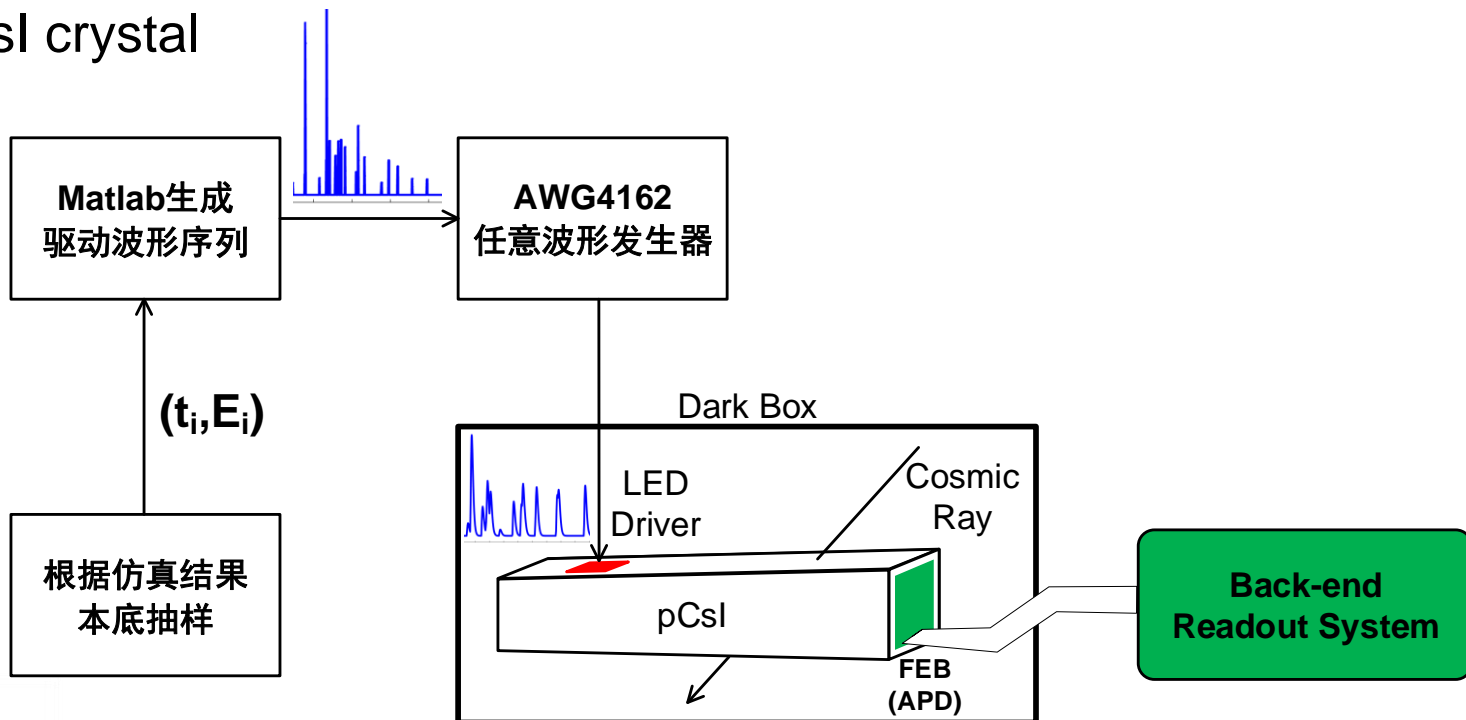 sI crystal
Matlab生成
驱动波形序列
AWG4162
任意波形发生器
(ti,Ei)
根据仿真结果
本底抽样
Dark Box
LED
Driver
Cosmic
Ray
pCsI
FEB
(APD)
Back-end
Readout System